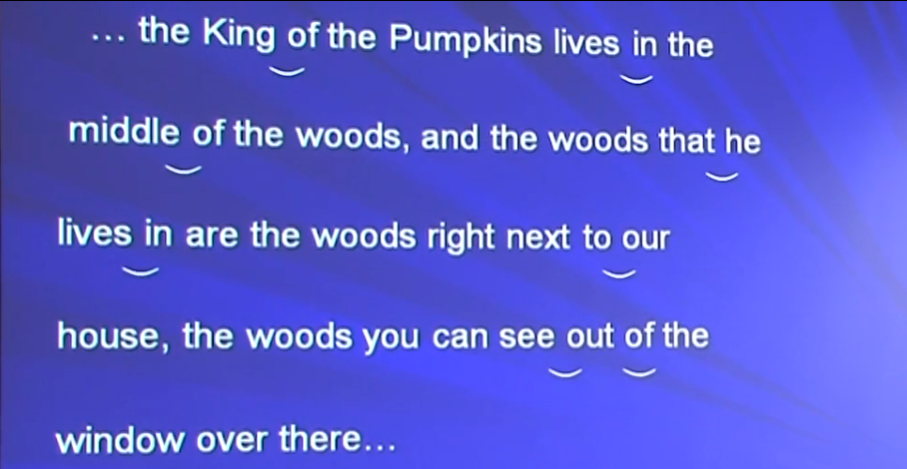 ... the King of the Pumpkins lives in the
middle of the woods, and the woods that he
lives in are the woods right next to our
house, the woods you can see out of the
window over there...